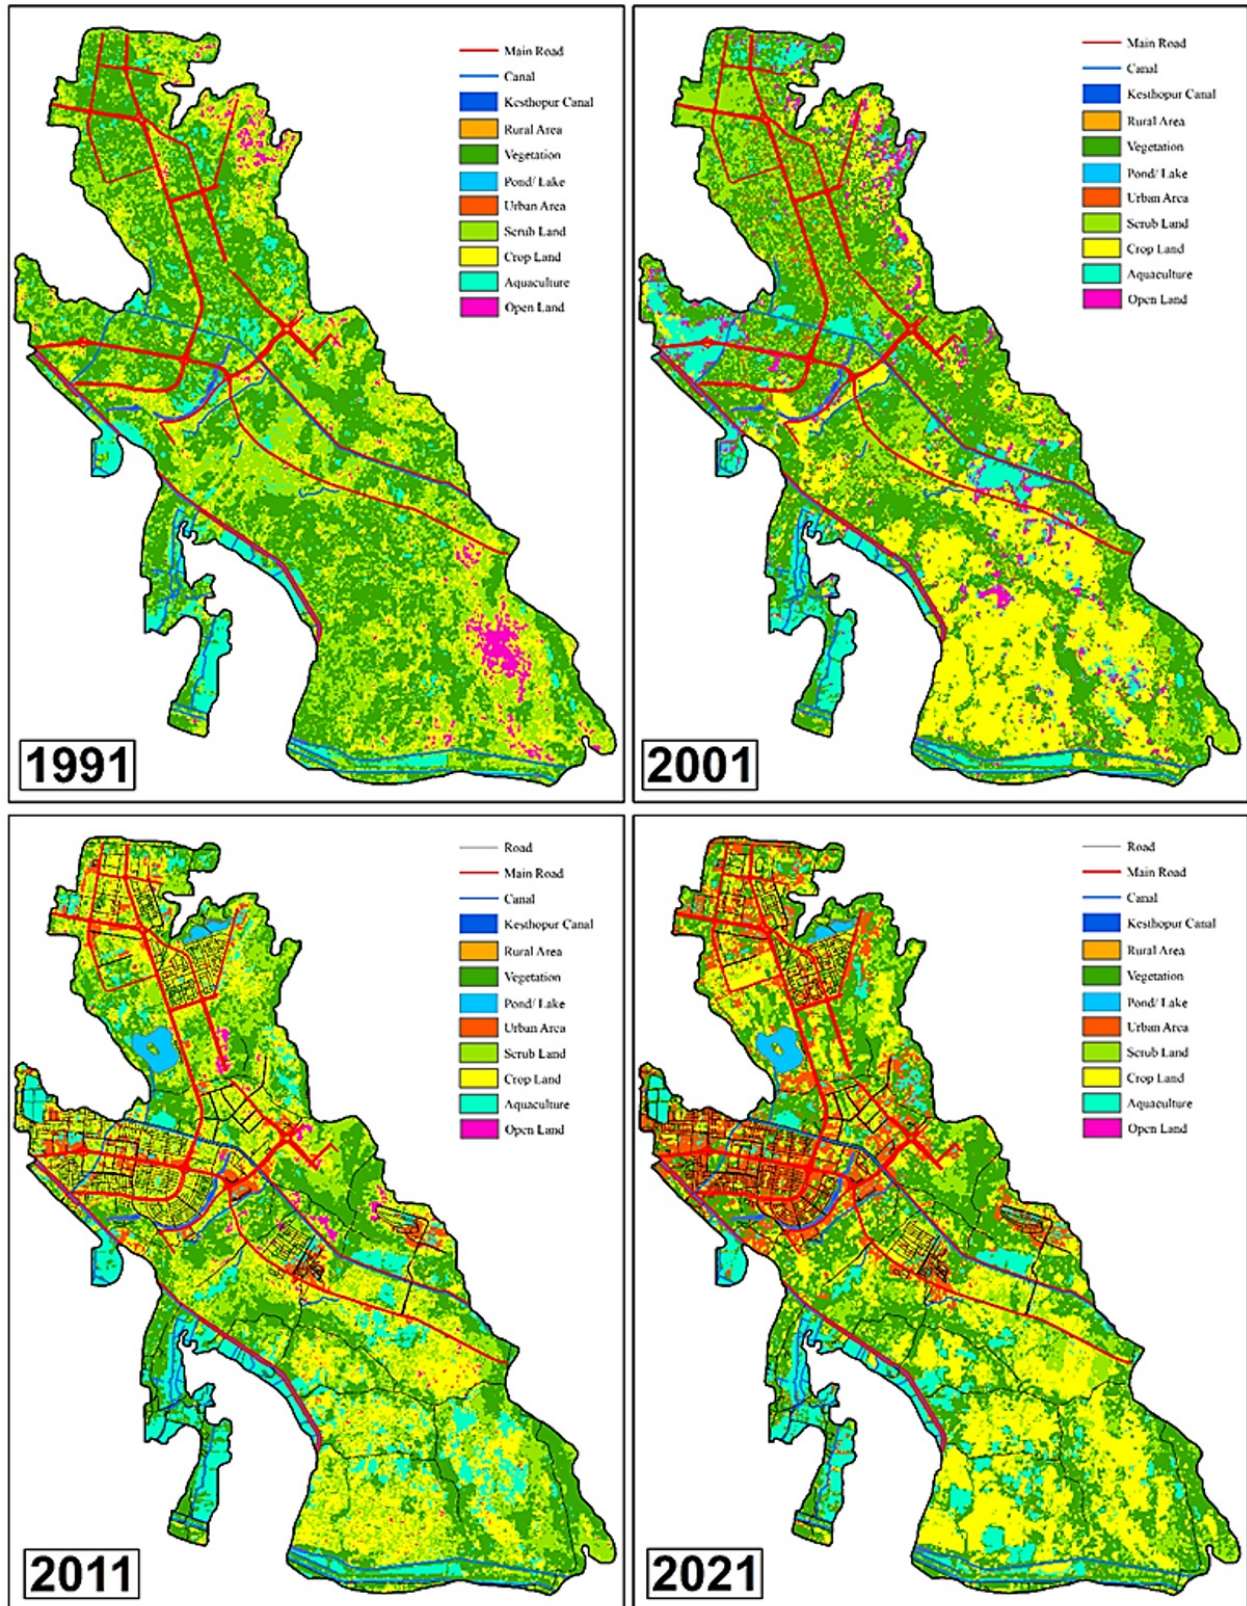 Main Road
Canal
Kesthopur Canal
Rural Area
Vegetation
Pond/ Lake
Urban Area
Scrub Land
Crop Land
Aquaculture
Open Land
1991
Main Road
Canal
Kesthopur Canal
Rural Area
Vegetation
Pond/ Lake
Urban Area
Scrub Land
Crop Land
Aquaculture
Open Land
2001
Road
Main Road
Canal
Kesthopur Canal
Rural Area
Vegetation
Pond/ Lake
Urban Area
Scrub Land
Crop Land
Aquaculture
Open Land
2011
Road
Main Road
Canal
Kesthopur Canal
Rural Area
Vegetation
Pond/ Lake
Urban Area
Scrub Land
Crop Land
Aquaculture
Open Land
2021